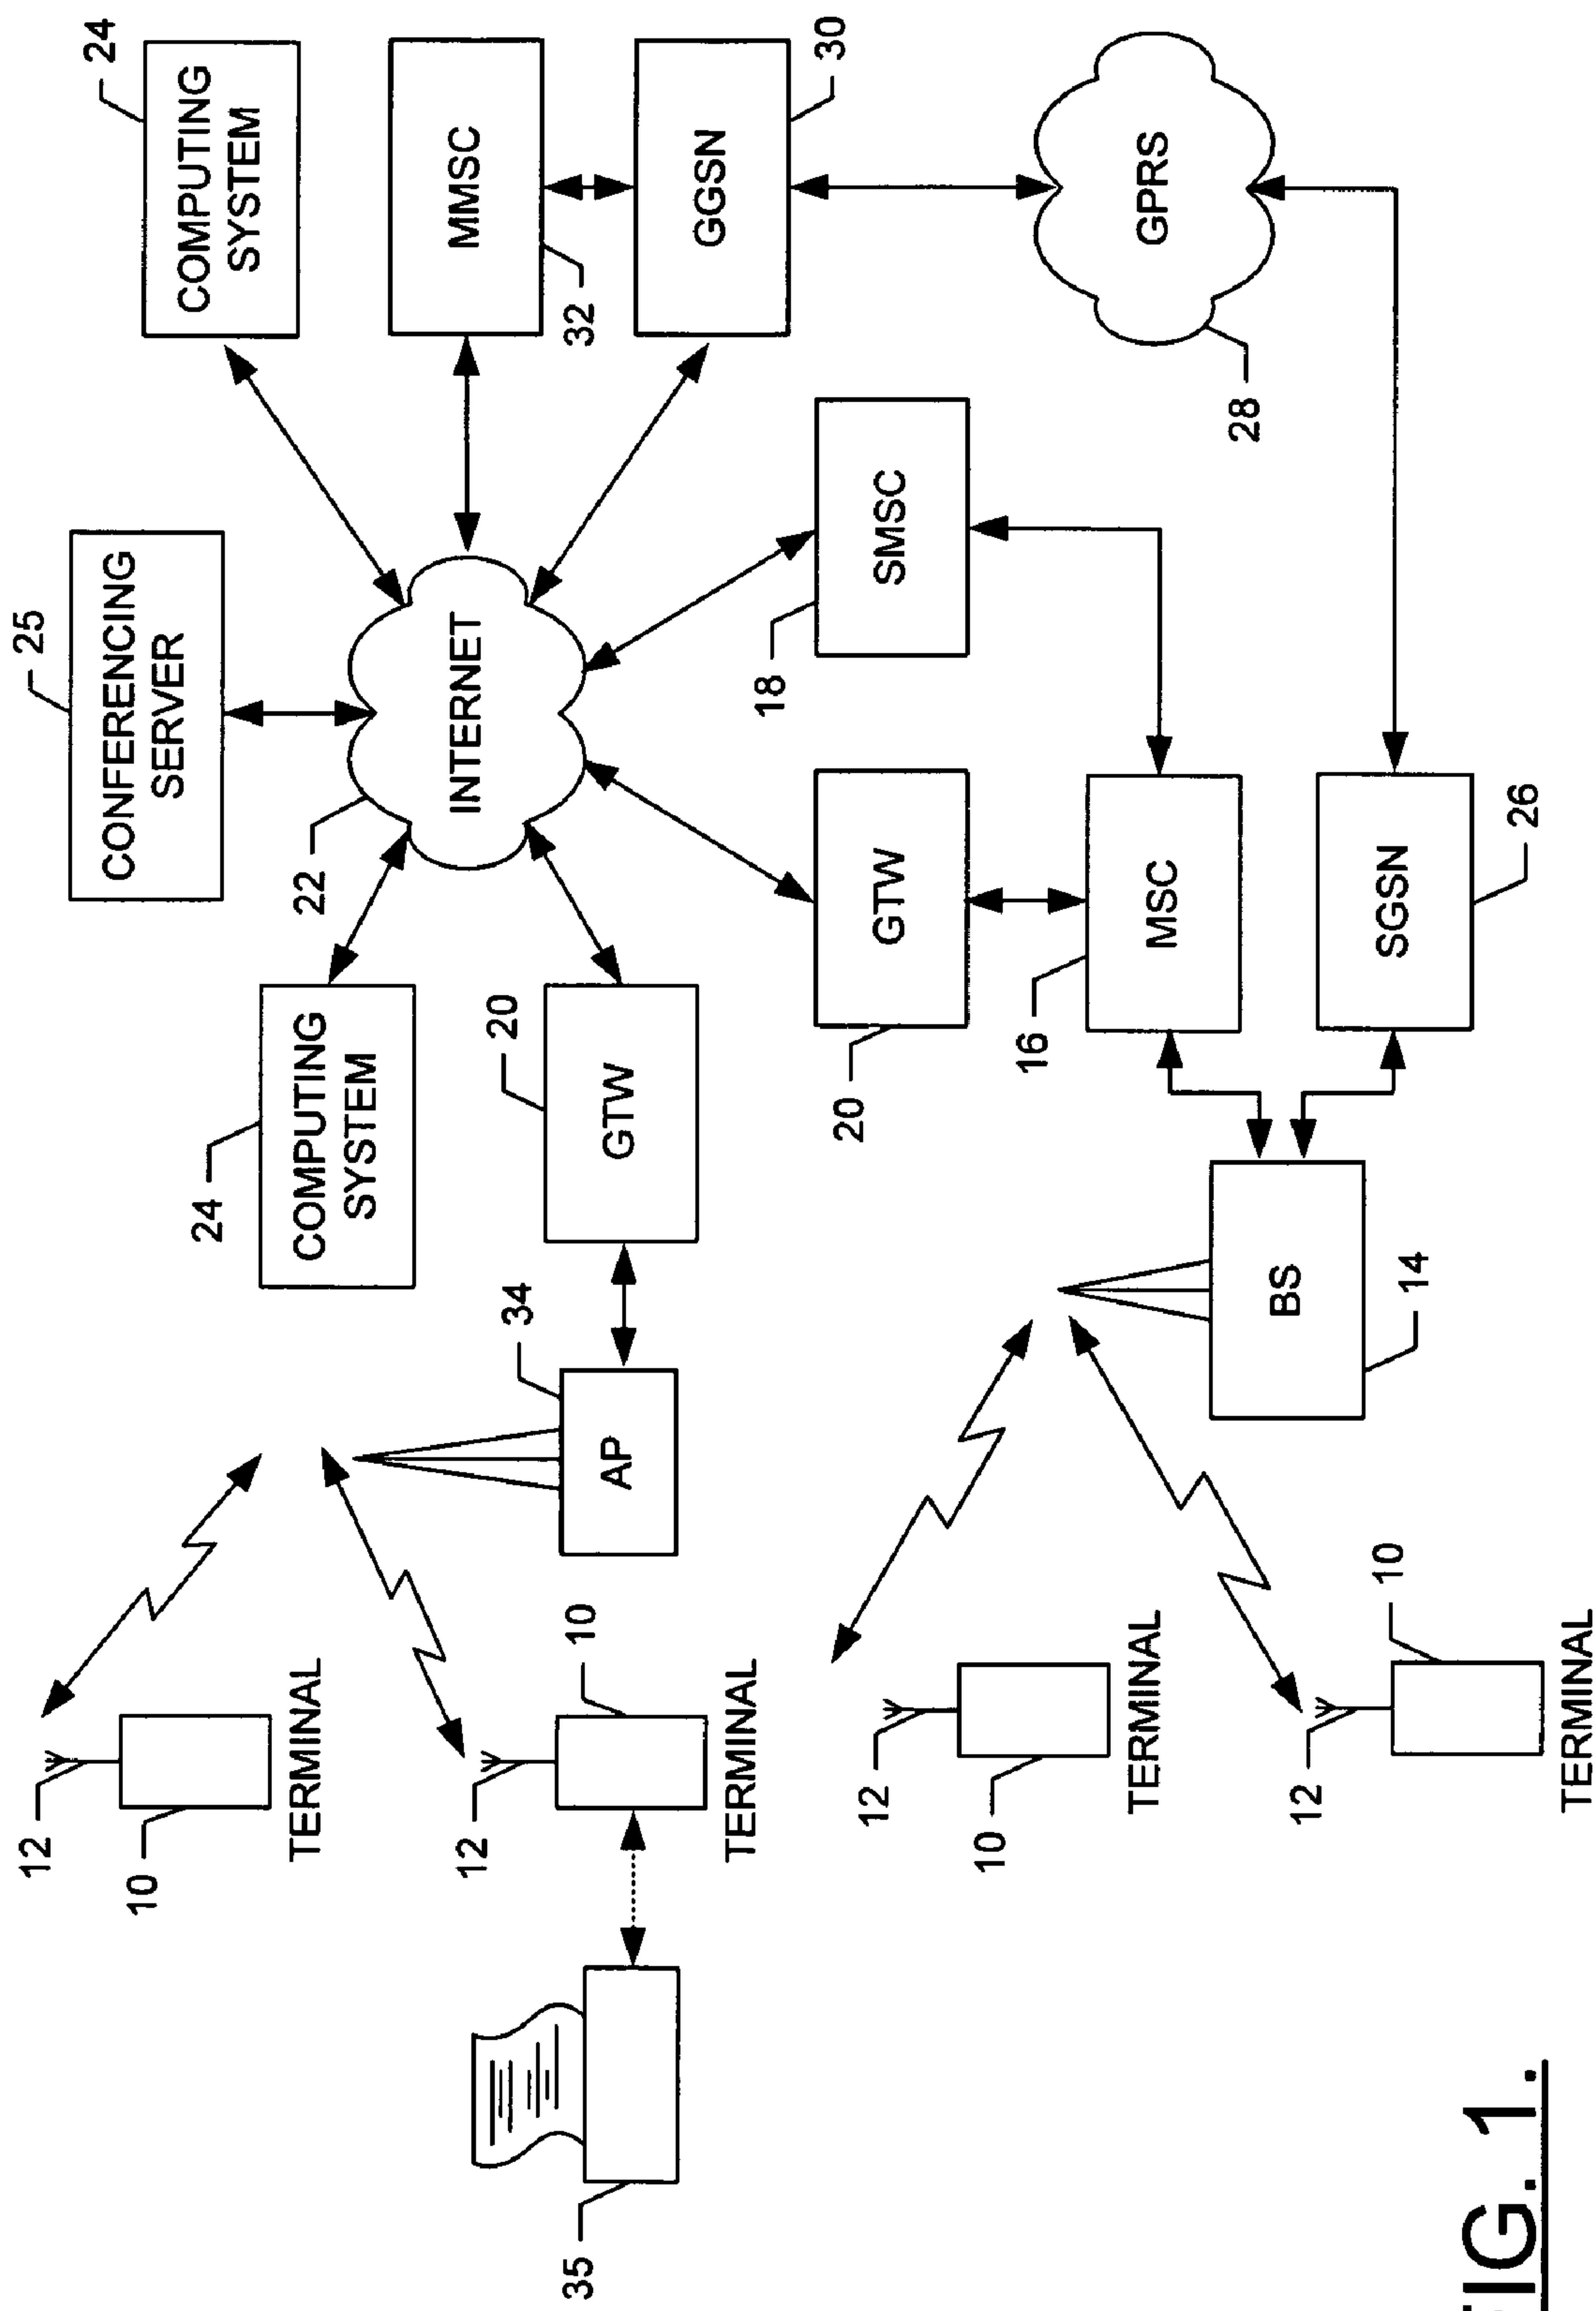 24
25
CONFERENCING
SERVER
COMPUTING
SYSTEM
12
10
TERMINAL
24
COMPUTING
SYSTEM
22
INTERNET
MMSC
32
34
20
AP
GTW
GGSN
30
35
12
10
TERMINAL
18
SMSC
20
GTW
12
10
TERMINAL
16
MSC
GPRS
28
BS
14
SGSN
26
12
10
TERMINAL
FIG. 1.